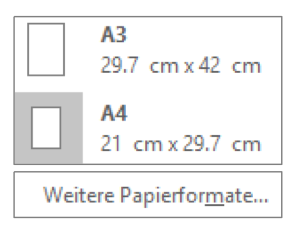 A3
29.7 cm x 42 cm
A4
21 cm x 29.7 cm
Weitere Papierformate...